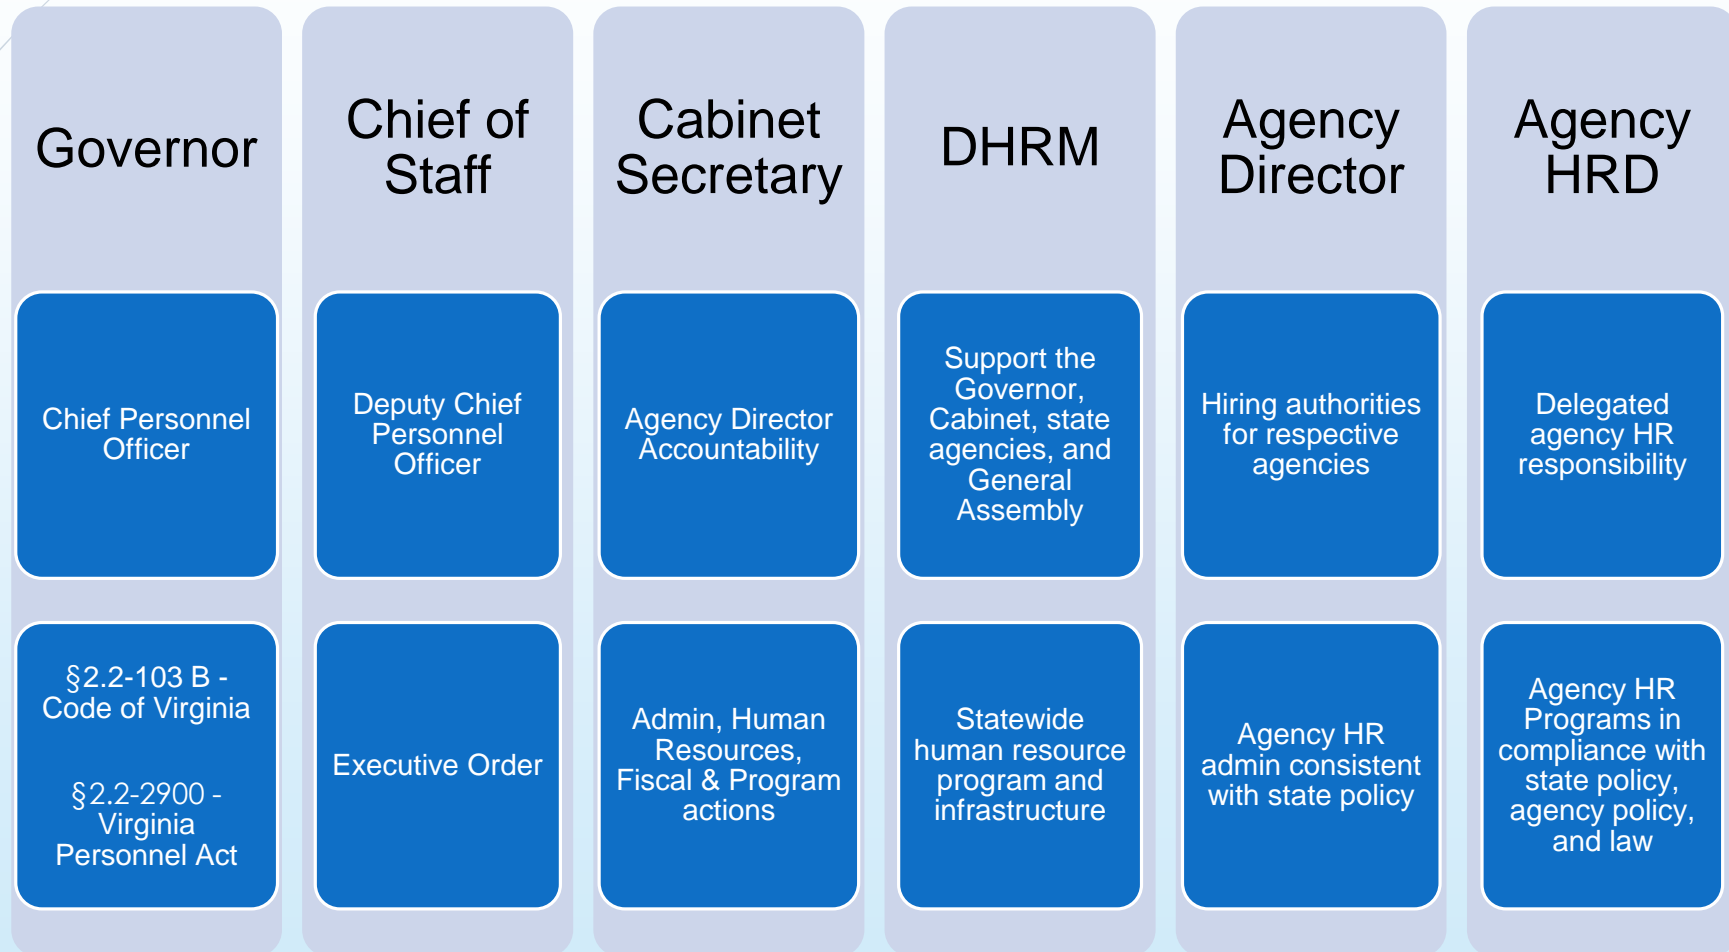 Governor
Chief Personnel
Officer
§2.2-103 B -
Code of Virginia
§2.2-2900 -
Virginia
Personnel Act
Chief of
Staff
Deputy Chief
Personnel
Officer
Executive Order
Cabinet
Secretary
Agency Director
Accountability
Admin, Human
Resources,
Fiscal & Program
actions
DHRM
Support the
Governor,
Cabinet, state
agencies, and
General
Assembly
Statewide
human resource
program and
infrastructure
Agency
Director
Hiring authorities
for respective
agencies
Agency HR
admin consistent
with state policy
Agency
HRD
Delegated
agency HR
responsibility
Agency HR
Programs in
compliance with
state policy,
agency policy,
and law